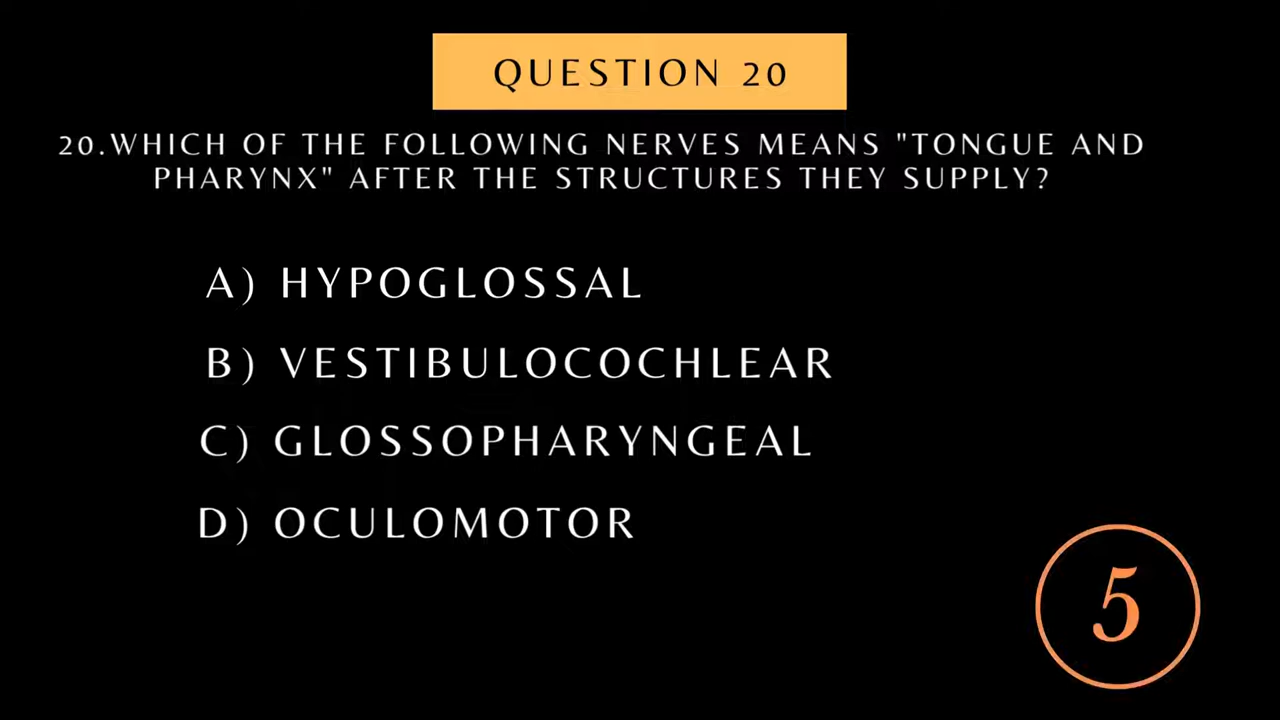 QUESTION 20
20.WHICH OF THE FOLLOWING NERVES MEANS "TONGUE AND
PHARYNX" AFTER THE STRUCTURES THEY SUPPLY?
A) HYPOGLOSSAL
B) VESTIBULOCOCHLEAR
C) GLOSSOPHARYNGEAL
D) OCULOMOTOR
5